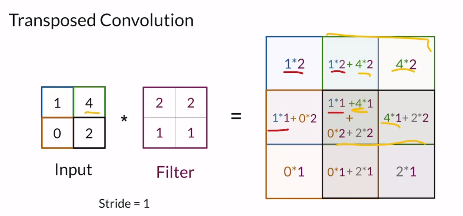 Transposed Convolution
1 4
0 2
Input
*
2 2
1 1
Filter
=
1*2 1*2 + 4*2 4*2
1*1 + 0*2 1*1 +4*1
+
0*2 + 2*2 4*1 + 2*2
0*1 0*1 + 2*1 2*1
Stride = 1